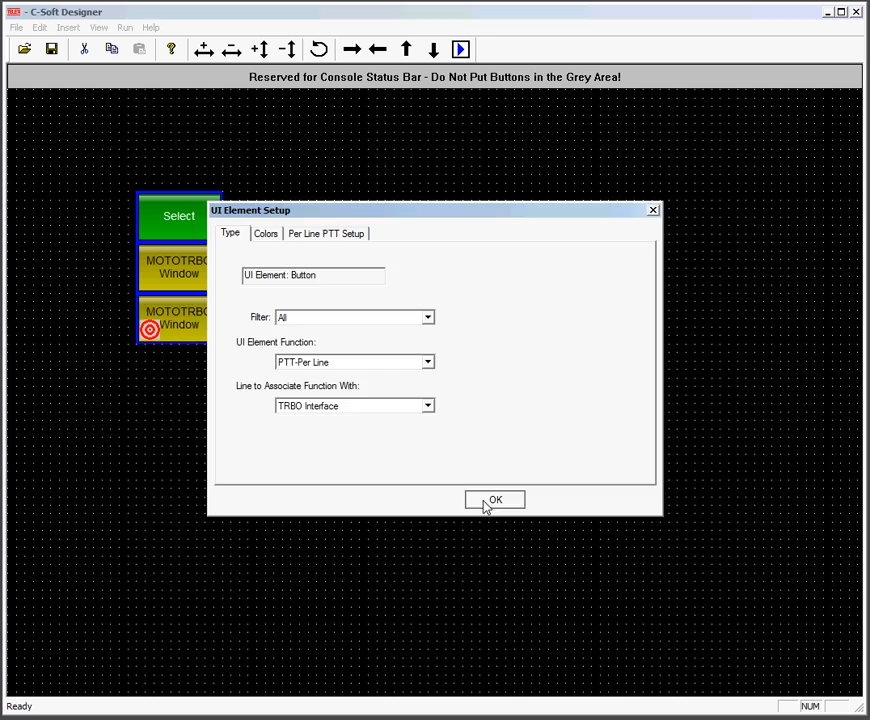 - C-Soft Designer
File Edit Insert View Run Help
Reserved for Console Status Bar - Do Not Put Buttons in the Grey Area!
Select
MOTOTRBO
Window
MOTOTRBO
Window
UI Element Setup
Type Colors Per Line PTT Setup
UI Element: Button
Filter: All
UI Element Function:
PTT-Per Line
Line to Associate Function With:
TRBO Interface
OK
Ready NUM